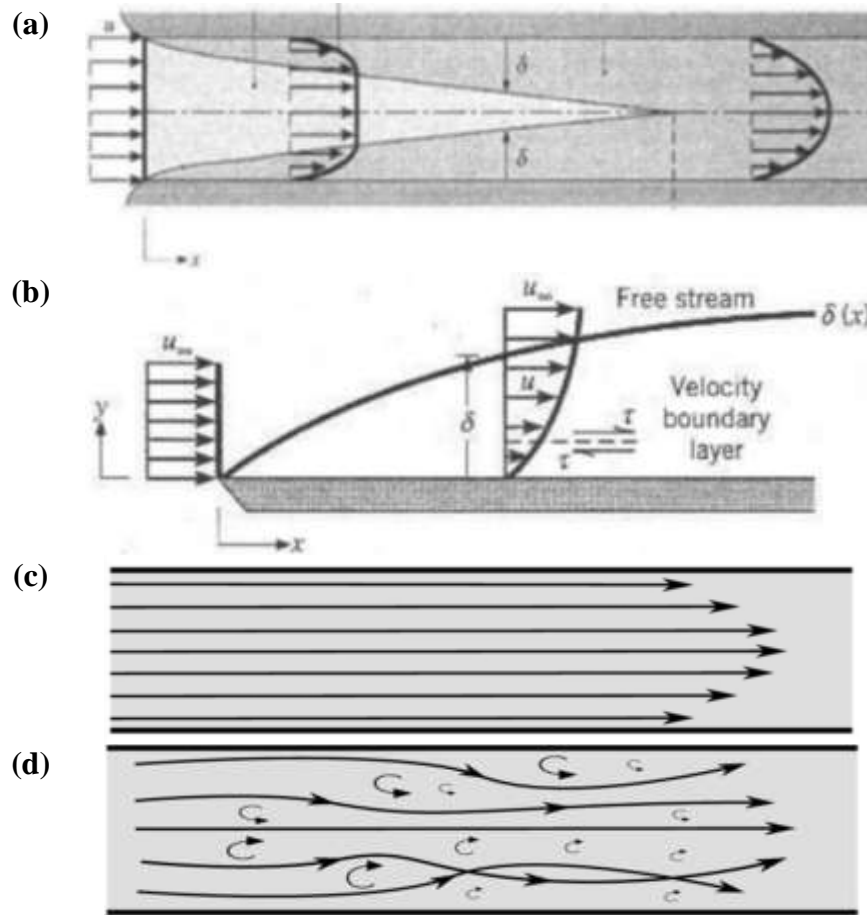 (a)
u
δ
δ
x
(b)
u∞
Free stream
δ(x)
u∞
u
Velocity
boundary
layer
y
δ
τ
τ
x
(c)
(d)